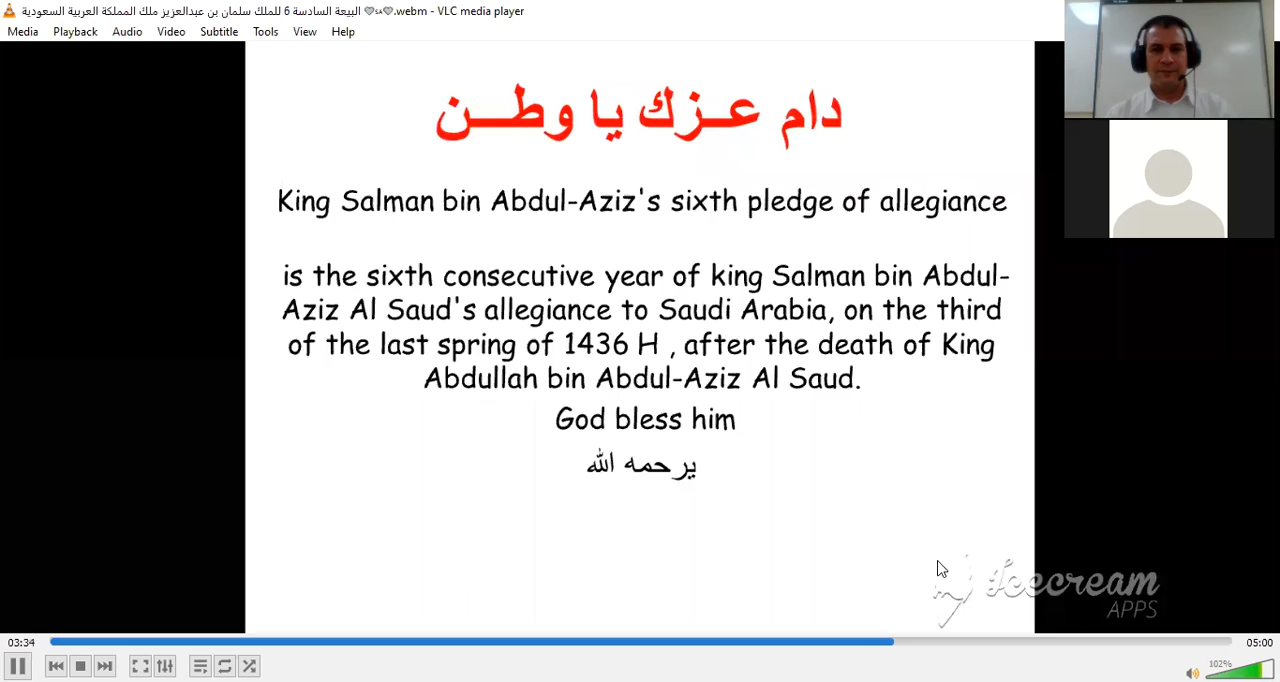 البيعة السادسة 6 للملك سلمان بن عبدالعزيز ملك المملكة العربية السعودية 🤍🇸🇦🤍.webm - VLC media player
Media Playback Audio Video Subtitle Tools View Help
دام عـــزك يا وطـــن
King Salman bin Abdul-Aziz's sixth pledge of allegiance
is the sixth consecutive year of king Salman bin Abdul-
Aziz Al Saud's allegiance to Saudi Arabia, on the third
of the last spring of 1436 H , after the death of King
Abdullah bin Abdul-Aziz Al Saud.
God bless him
يرحمه الله
Icecream
APPS
03:34 05:00
102%